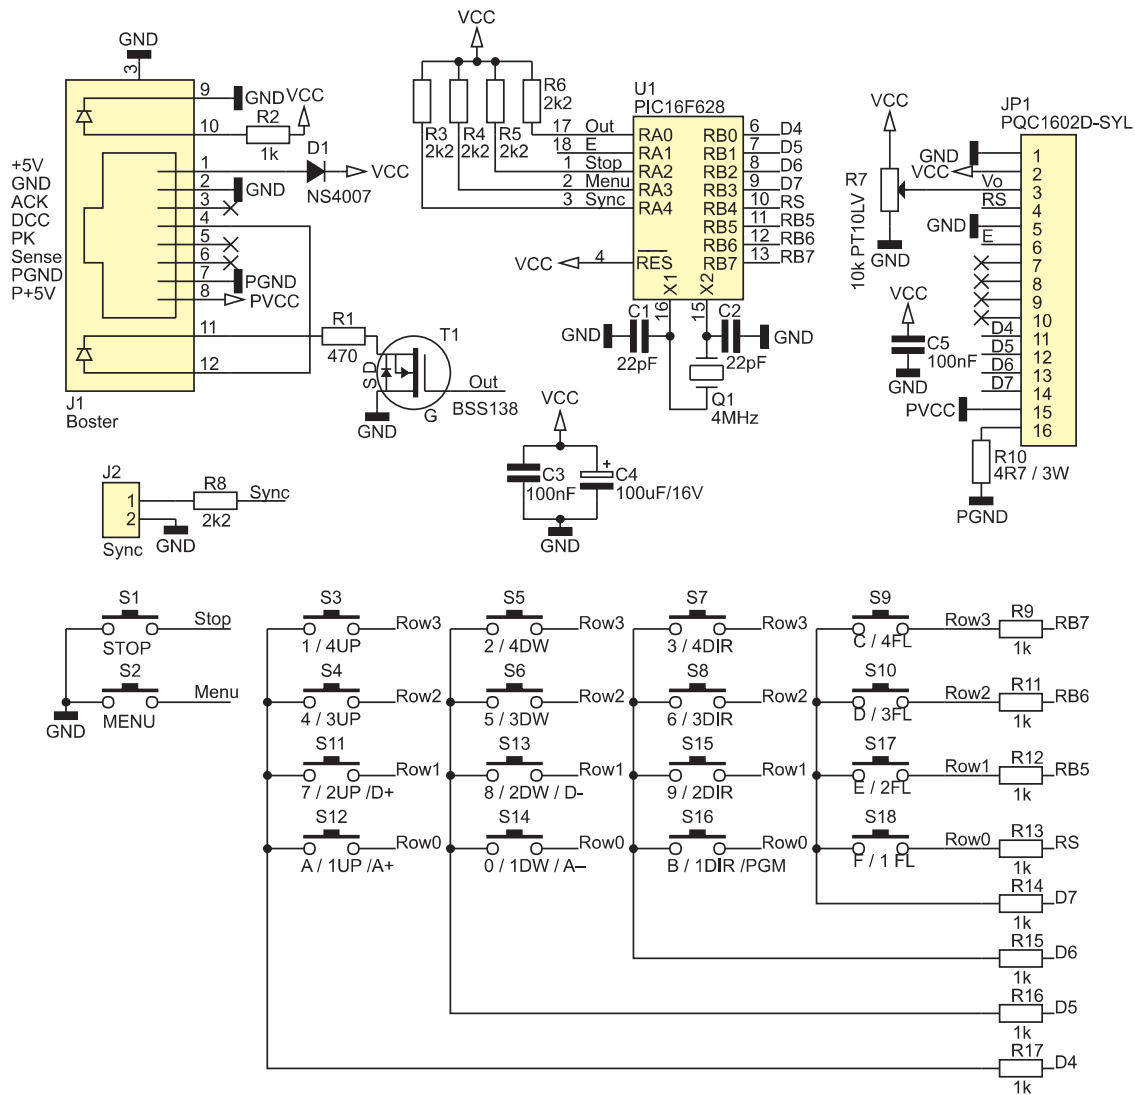 GND
3
9
GND
VCC
R2
10
1k
+5V
GND
ACK
DCC
PK
Sense
PGND
P+5V
1
2
3
4
5
6
7
8
D1
VCC
NS4007
GND
PGND
PVCC
11
12
R1
470
T1
S D
G
Out
BSS138
GND
J1
Boster
VCC
R3
2k2
R4
2k2
R5
2k2
R6
2k2
U1
PIC16F628
17 Out RA0
18 E RA1
1 Stop RA2
2 Menu RA3
3 Sync RA4
VCC 4 RES
RB0 6 D4
RB1 7 D5
RB2 8 D6
RB3 9 D7
RB4 10 RS
RB5 11 RB5
RB6 12 RB6
RB7 13 RB7
X1
X2
16
15
GND
C1
22pF
C2
22pF
GND
Q1
4MHz
VCC
C3
100nF
+
C4
100uF/16V
GND
VCC
R7
10k PT10LV
GND
VCC
C5
100nF
GND
JP1
PQC1602D-SYL
GND 1
VCC 2
Vo 3
RS 4
GND 5
E 6
7
8
9
10
D4 11
D5 12
D6 13
D7 14
PVCC 15
16
R10
4R7 / 3W
PGND
J2
1
2
Sync
R8
2k2
Sync
GND
S1
Stop
STOP
S2
Menu
MENU
GND
S3
Row3
1 / 4UP
S4
Row2
4 / 3UP
S11
Row1
7 / 2UP /D+
S12
Row0
A / 1UP /A+
S5
Row3
2 / 4DW
S6
Row2
5 / 3DW
S13
Row1
8 / 2DW / D-
S14
Row0
0 / 1DW / A–
S7
Row3
3 / 4DIR
S8
Row2
6 / 3DIR
S15
Row1
9 / 2DIR
S16
Row0
B / 1DIR /PGM
S9
Row3
C / 4FL
S10
Row2
D / 3FL
S17
Row1
E / 2FL
S18
Row0
F / 1 FL
R9
RB7
1k
R11
RB6
1k
R12
RB5
1k
R13
RS
1k
R14
D7
1k
R15
D6
1k
R16
D5
1k
R17
D4
1k